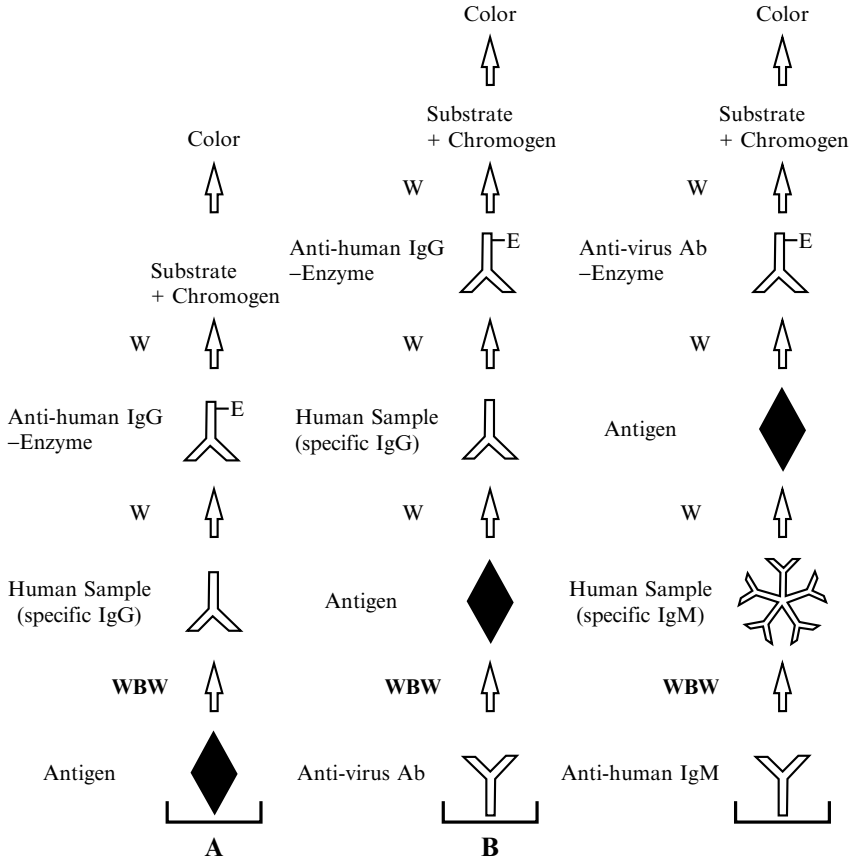 Color
Substrate
+ Chromogen
W
Anti-human IgG
−Enzyme
E
W
Human Sample
(specific IgG)
WBW
Antigen
A
Color
Substrate
+ Chromogen
W
Anti-human IgG
−Enzyme
E
W
Human Sample
(specific IgG)
W
Antigen
WBW
Anti-virus Ab
B
Color
Substrate
+ Chromogen
W
Anti-virus Ab
−Enzyme
E
W
Antigen
W
Human Sample
(specific IgM)
WBW
Anti-human IgM